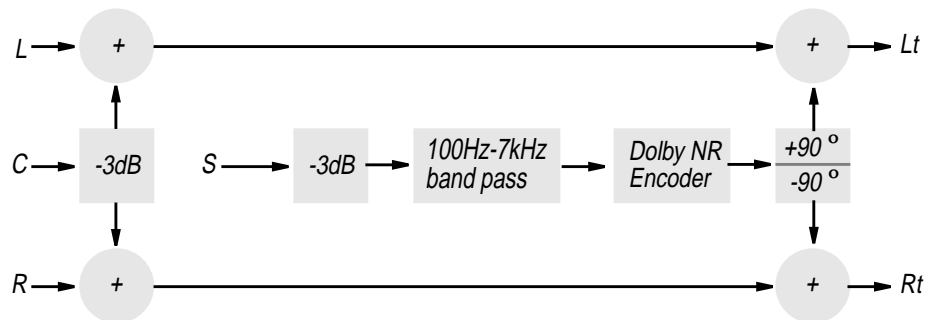 L + + Lt
C -3dB S -3dB 100Hz-7kHz band pass Dolby NR Encoder +90 º -90 º
R + + Rt